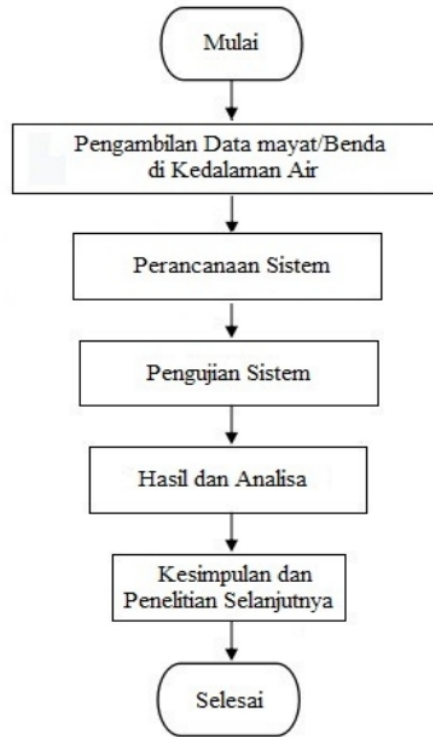 Mulai
Pengambilan Data mayat/Benda
di Kedalaman Air
Perancanaan Sistem
Pengujian Sistem
Hasil dan Analisa
Kesimpulan dan
Penelitian Selanjutnya
Selesai